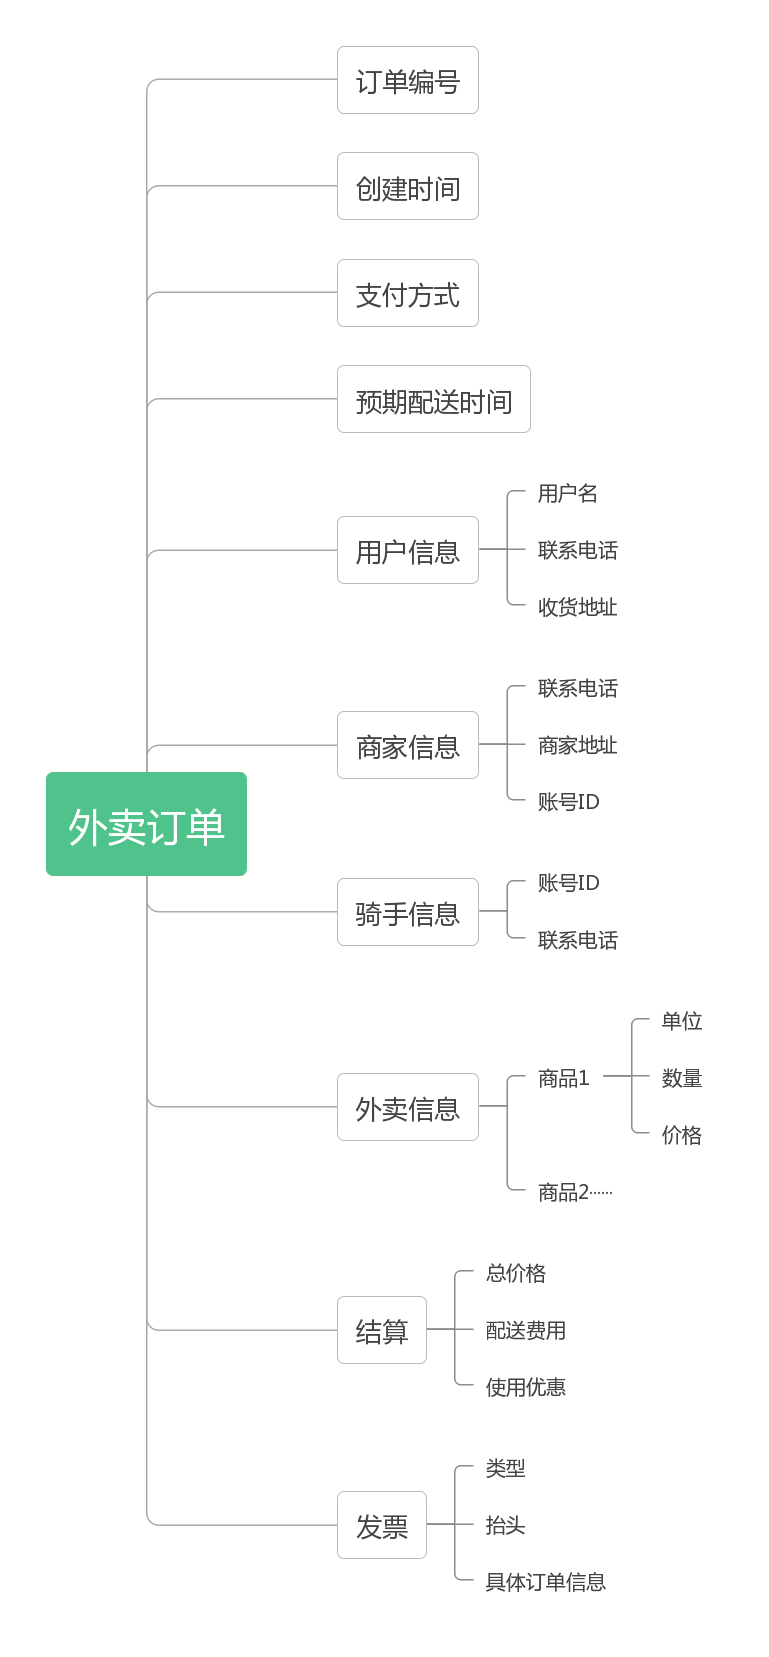 订单编号
创建时间
支付方式
预期配送时间
用户信息
用户名
联系电话
收货地址
商家信息
联系电话
商家地址
账号ID
外卖订单
骑手信息
账号ID
联系电话
外卖信息
商品1
单位
数量
价格
商品2······
结算
总价格
配送费用
使用优惠
发票
类型
抬头
具体订单信息